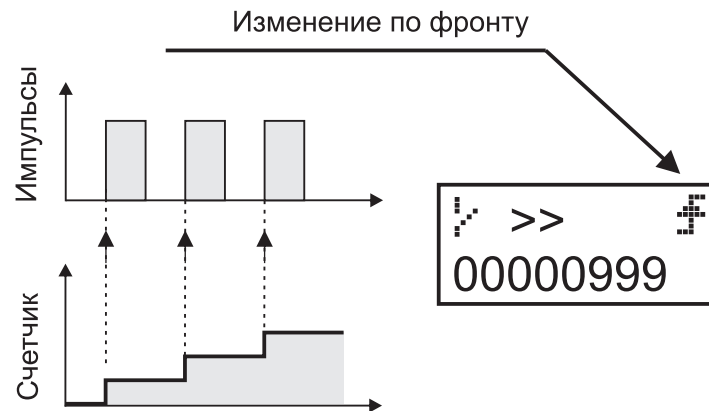 Изменение по фронту
Импульсы
>>
00000999
Счетчик